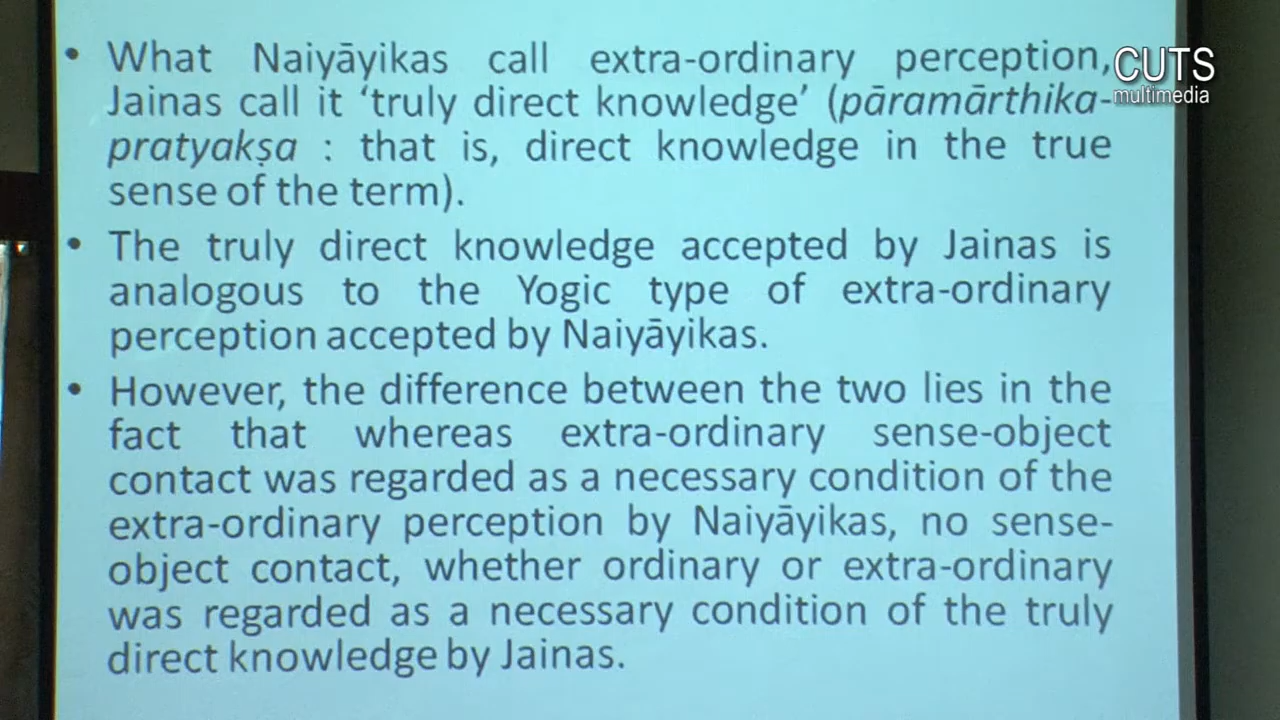 • What Naiyāyikas call extra-ordinary perception,
Jainas call it ‘truly direct knowledge’ (pāramārthika-
pratyakṣa : that is, direct knowledge in the true
sense of the term).
• The truly direct knowledge accepted by Jainas is
analogous to the Yogic type of extra-ordinary
perception accepted by Naiyāyikas.
• However, the difference between the two lies in the
fact that whereas extra-ordinary sense-object
contact was regarded as a necessary condition of the
extra-ordinary perception by Naiyāyikas, no sense-
object contact, whether ordinary or extra-ordinary
was regarded as a necessary condition of the truly
direct knowledge by Jainas.
CUTS
multimedia